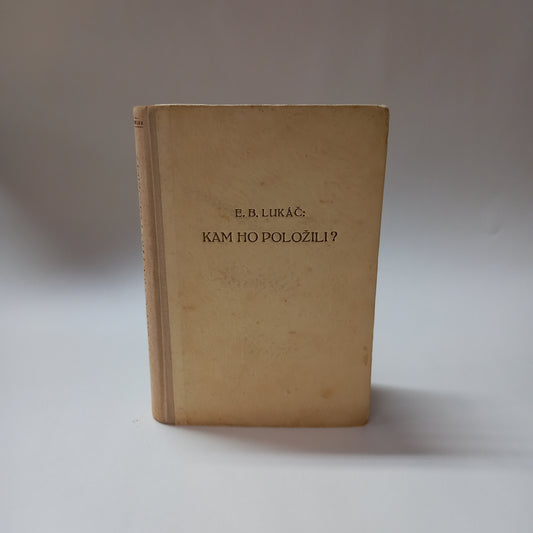 E. B. LUKÁČ:
KAM HO POLOŽILI?